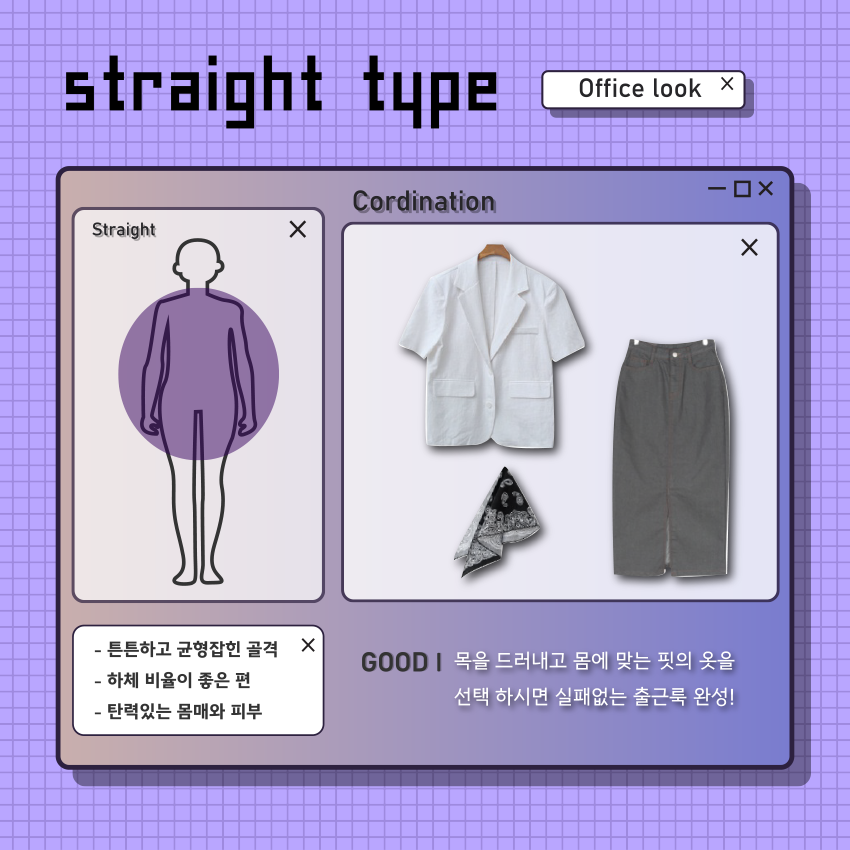 straight type
Office look
Cordination
Straight
- 튼튼하고 균형잡힌 골격
- 하체 비율이 좋은 편
- 탄력있는 몸매와 피부
GOOD | 목을 드러내고 몸에 맞는 핏의 옷을
선택 하시면 실패없는 출근룩 완성!